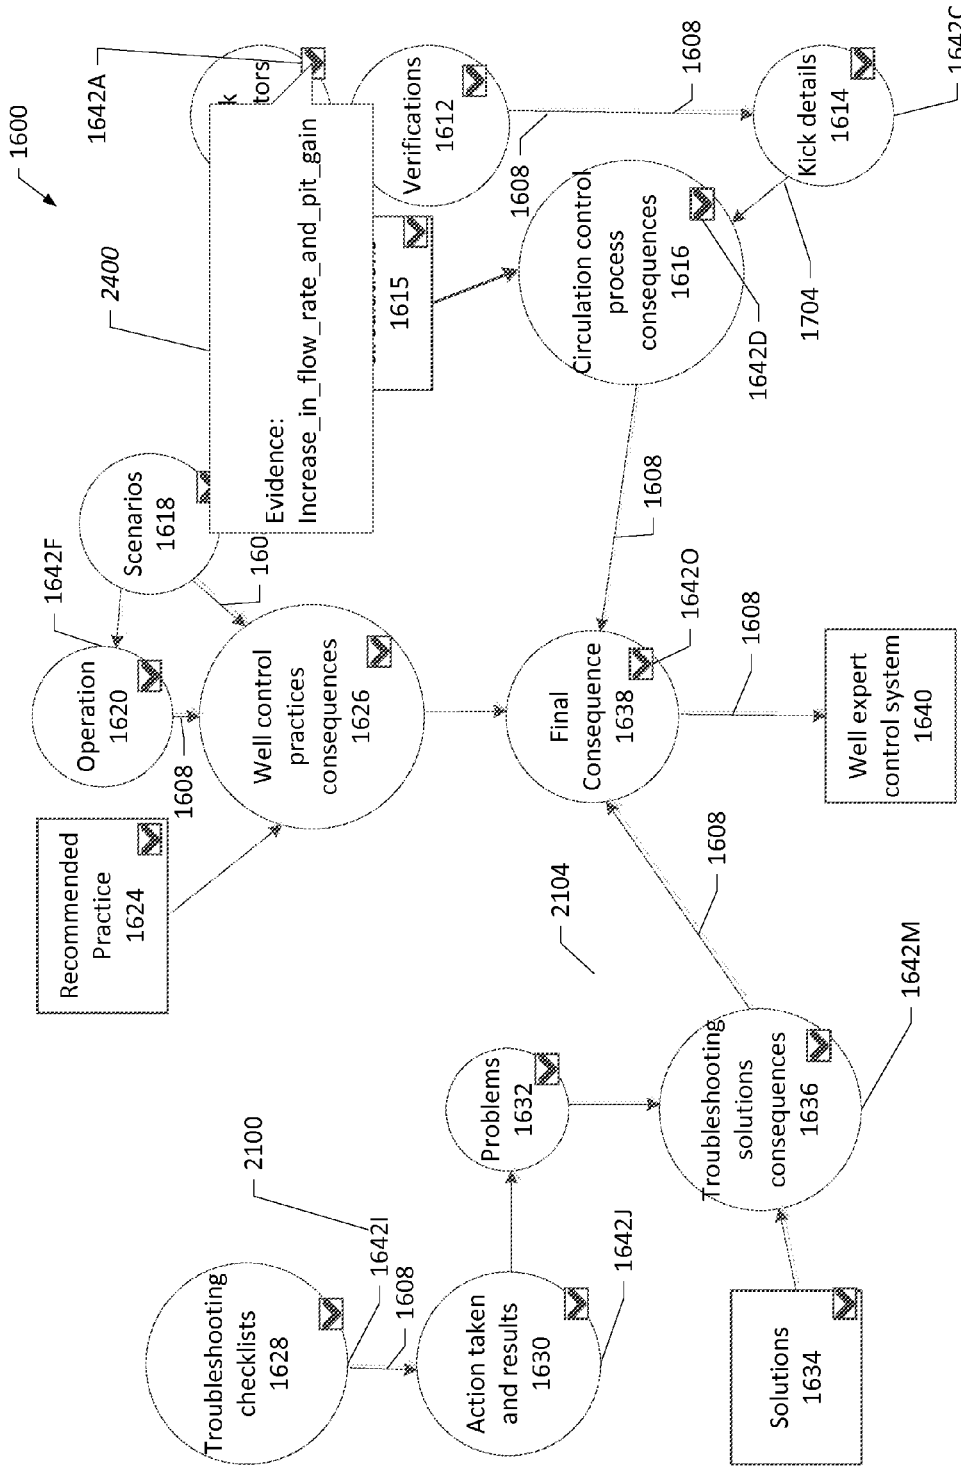 1600
2400
1642A
k
tors
Evidence:
Increase_in_flow_rate_and_pit_gain
Verifications
1612
1608
1608
Kick details
1614
1642C
1704
1615
Circulation control
process
consequences
1616
1642D
1608
Scenarios
1618
160
1642F
Operation
1620
1608
Recommended
Practice
1624
Well control
practices
consequences
1626
Final
Consequence
1638
1642O
1608
Well expert
control system
1640
2104
1608
Troubleshooting
checklists
1628
2100
1642I
1608
Action taken
and results
1630
1642J
Problems
1632
Troubleshooting
solutions
consequences
1636
1642M
Solutions
1634